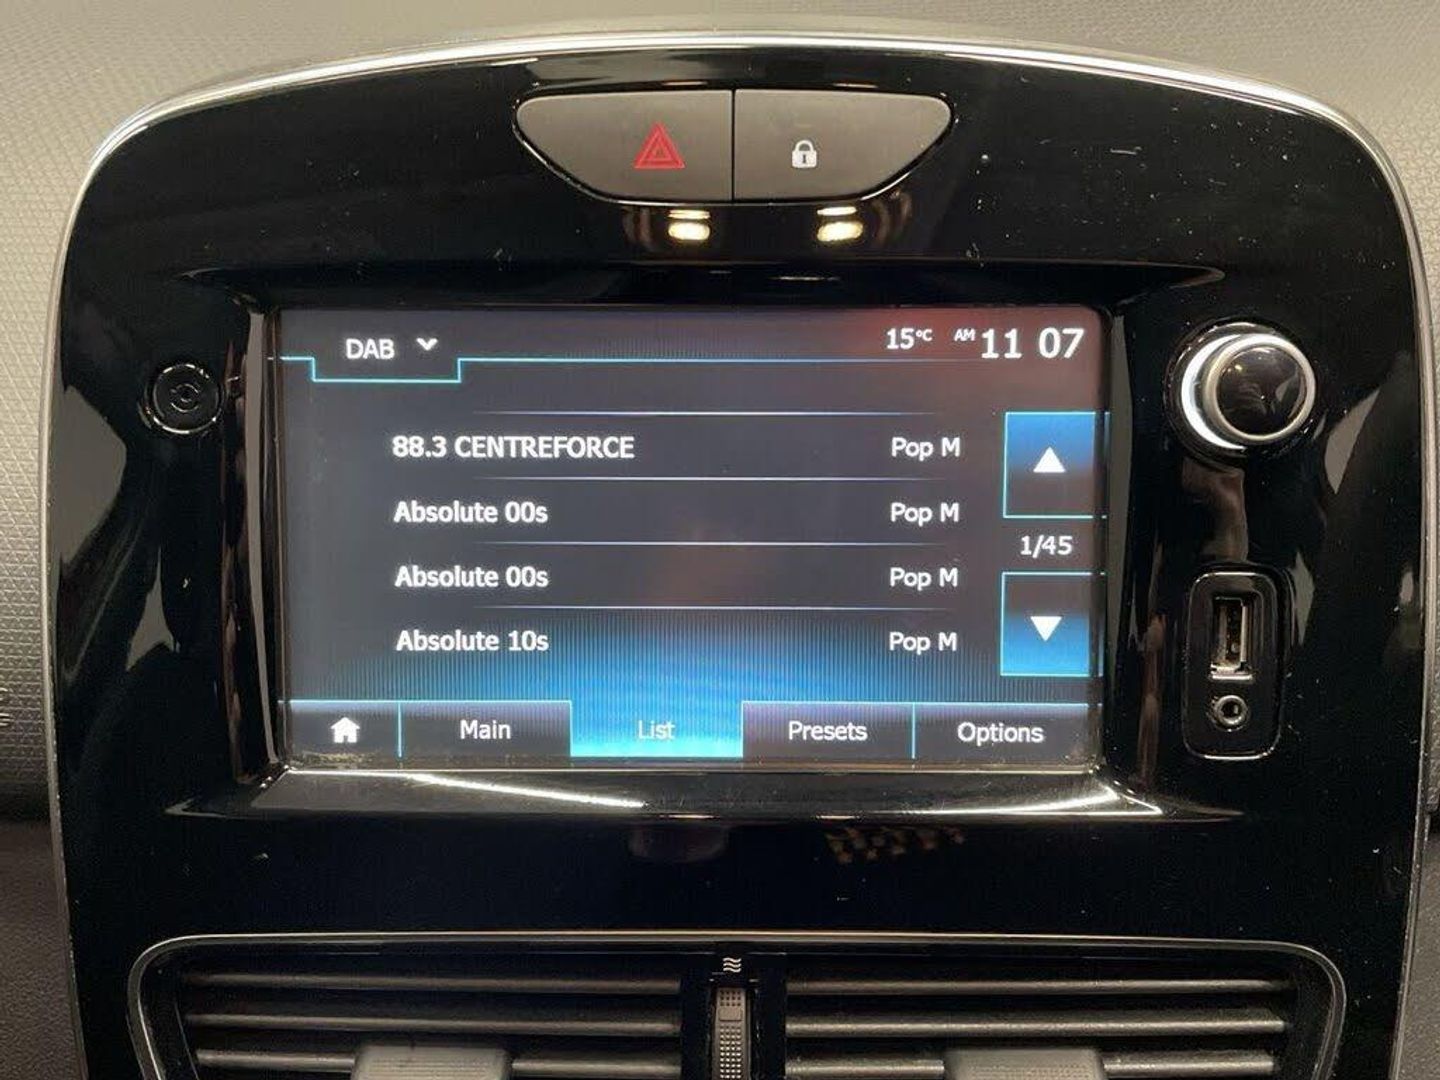 DAB 15°C AM 11 07
88.3 CENTREFORCE Pop M
Absolute 00s Pop M
Absolute 00s Pop M
1/45
Absolute 10s Pop M
Main List Presets Options